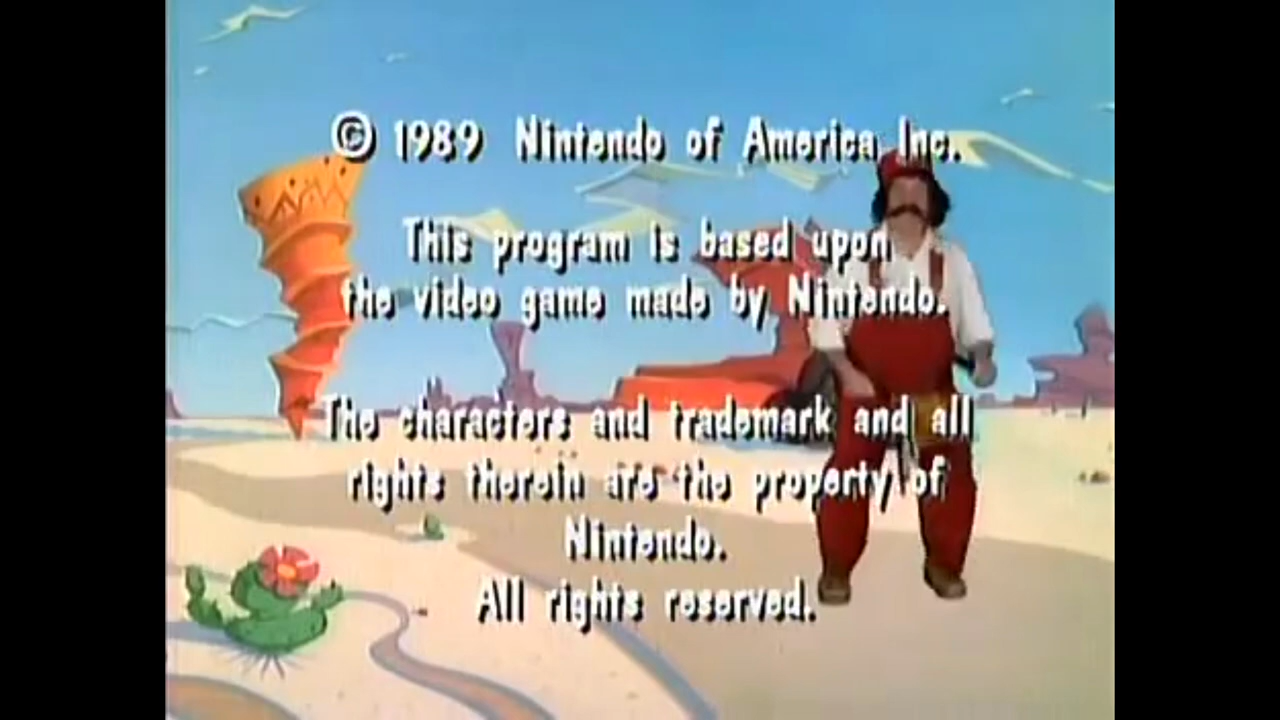 © 1989 Nintendo of America Inc.
This program is based upon
the video game made by Nintendo.
The characters and trademark and all
rights therein are the property of
Nintendo.
All rights reserved.